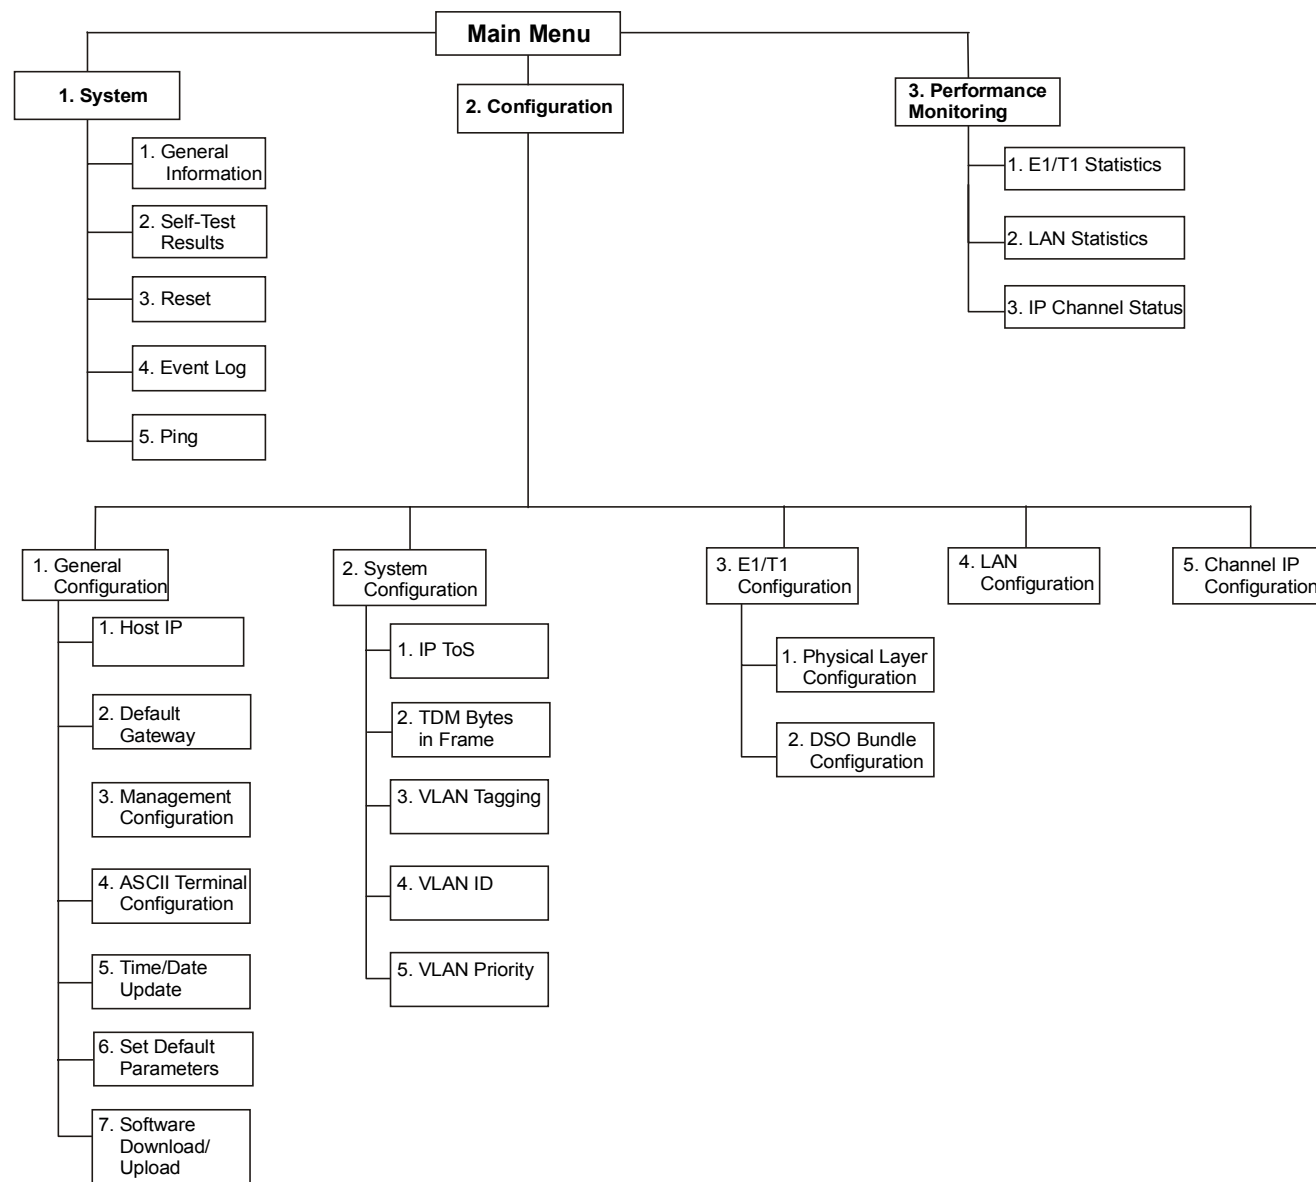 Main Menu
1. System
2. Configuration
3. Performance
Monitoring
1. General
Information
2. Self-Test
Results
3. Reset
4. Event Log
5. Ping
1. E1/T1 Statistics
2. LAN Statistics
3. IP Channel Status
1. General
Configuration
1. Host IP
2. Default
Gateway
3. Management
Configuration
4. ASCII Terminal
Configuration
5. Time/Date
Update
6. Set Default
Parameters
7. Software
Download/
Upload
2. System
Configuration
1. IP ToS
2. TDM Bytes
in Frame
3. VLAN Tagging
4. VLAN ID
5. VLAN Priority
3. E1/T1
Configuration
1. Physical Layer
Configuration
2. DSO Bundle
Configuration
4. LAN
Configuration
5. Channel IP
Configuration